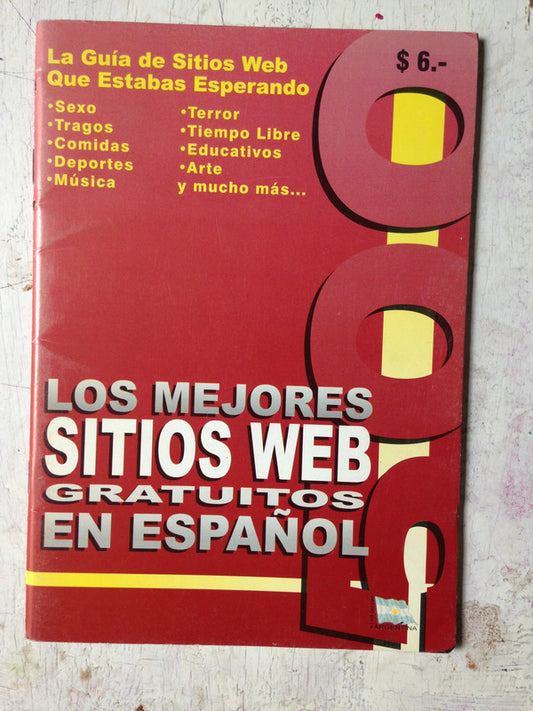 La Guía de Sitios Web
Que Estabas Esperando
$ 6.-
•Sexo
•Tragos
•Comidas
•Deportes
•Música
•Terror
•Tiempo Libre
•Educativos
•Arte
y mucho más...
500
LOS MEJORES
SITIOS WEB
GRATUITOS
EN ESPAÑOL
ARGENTINA